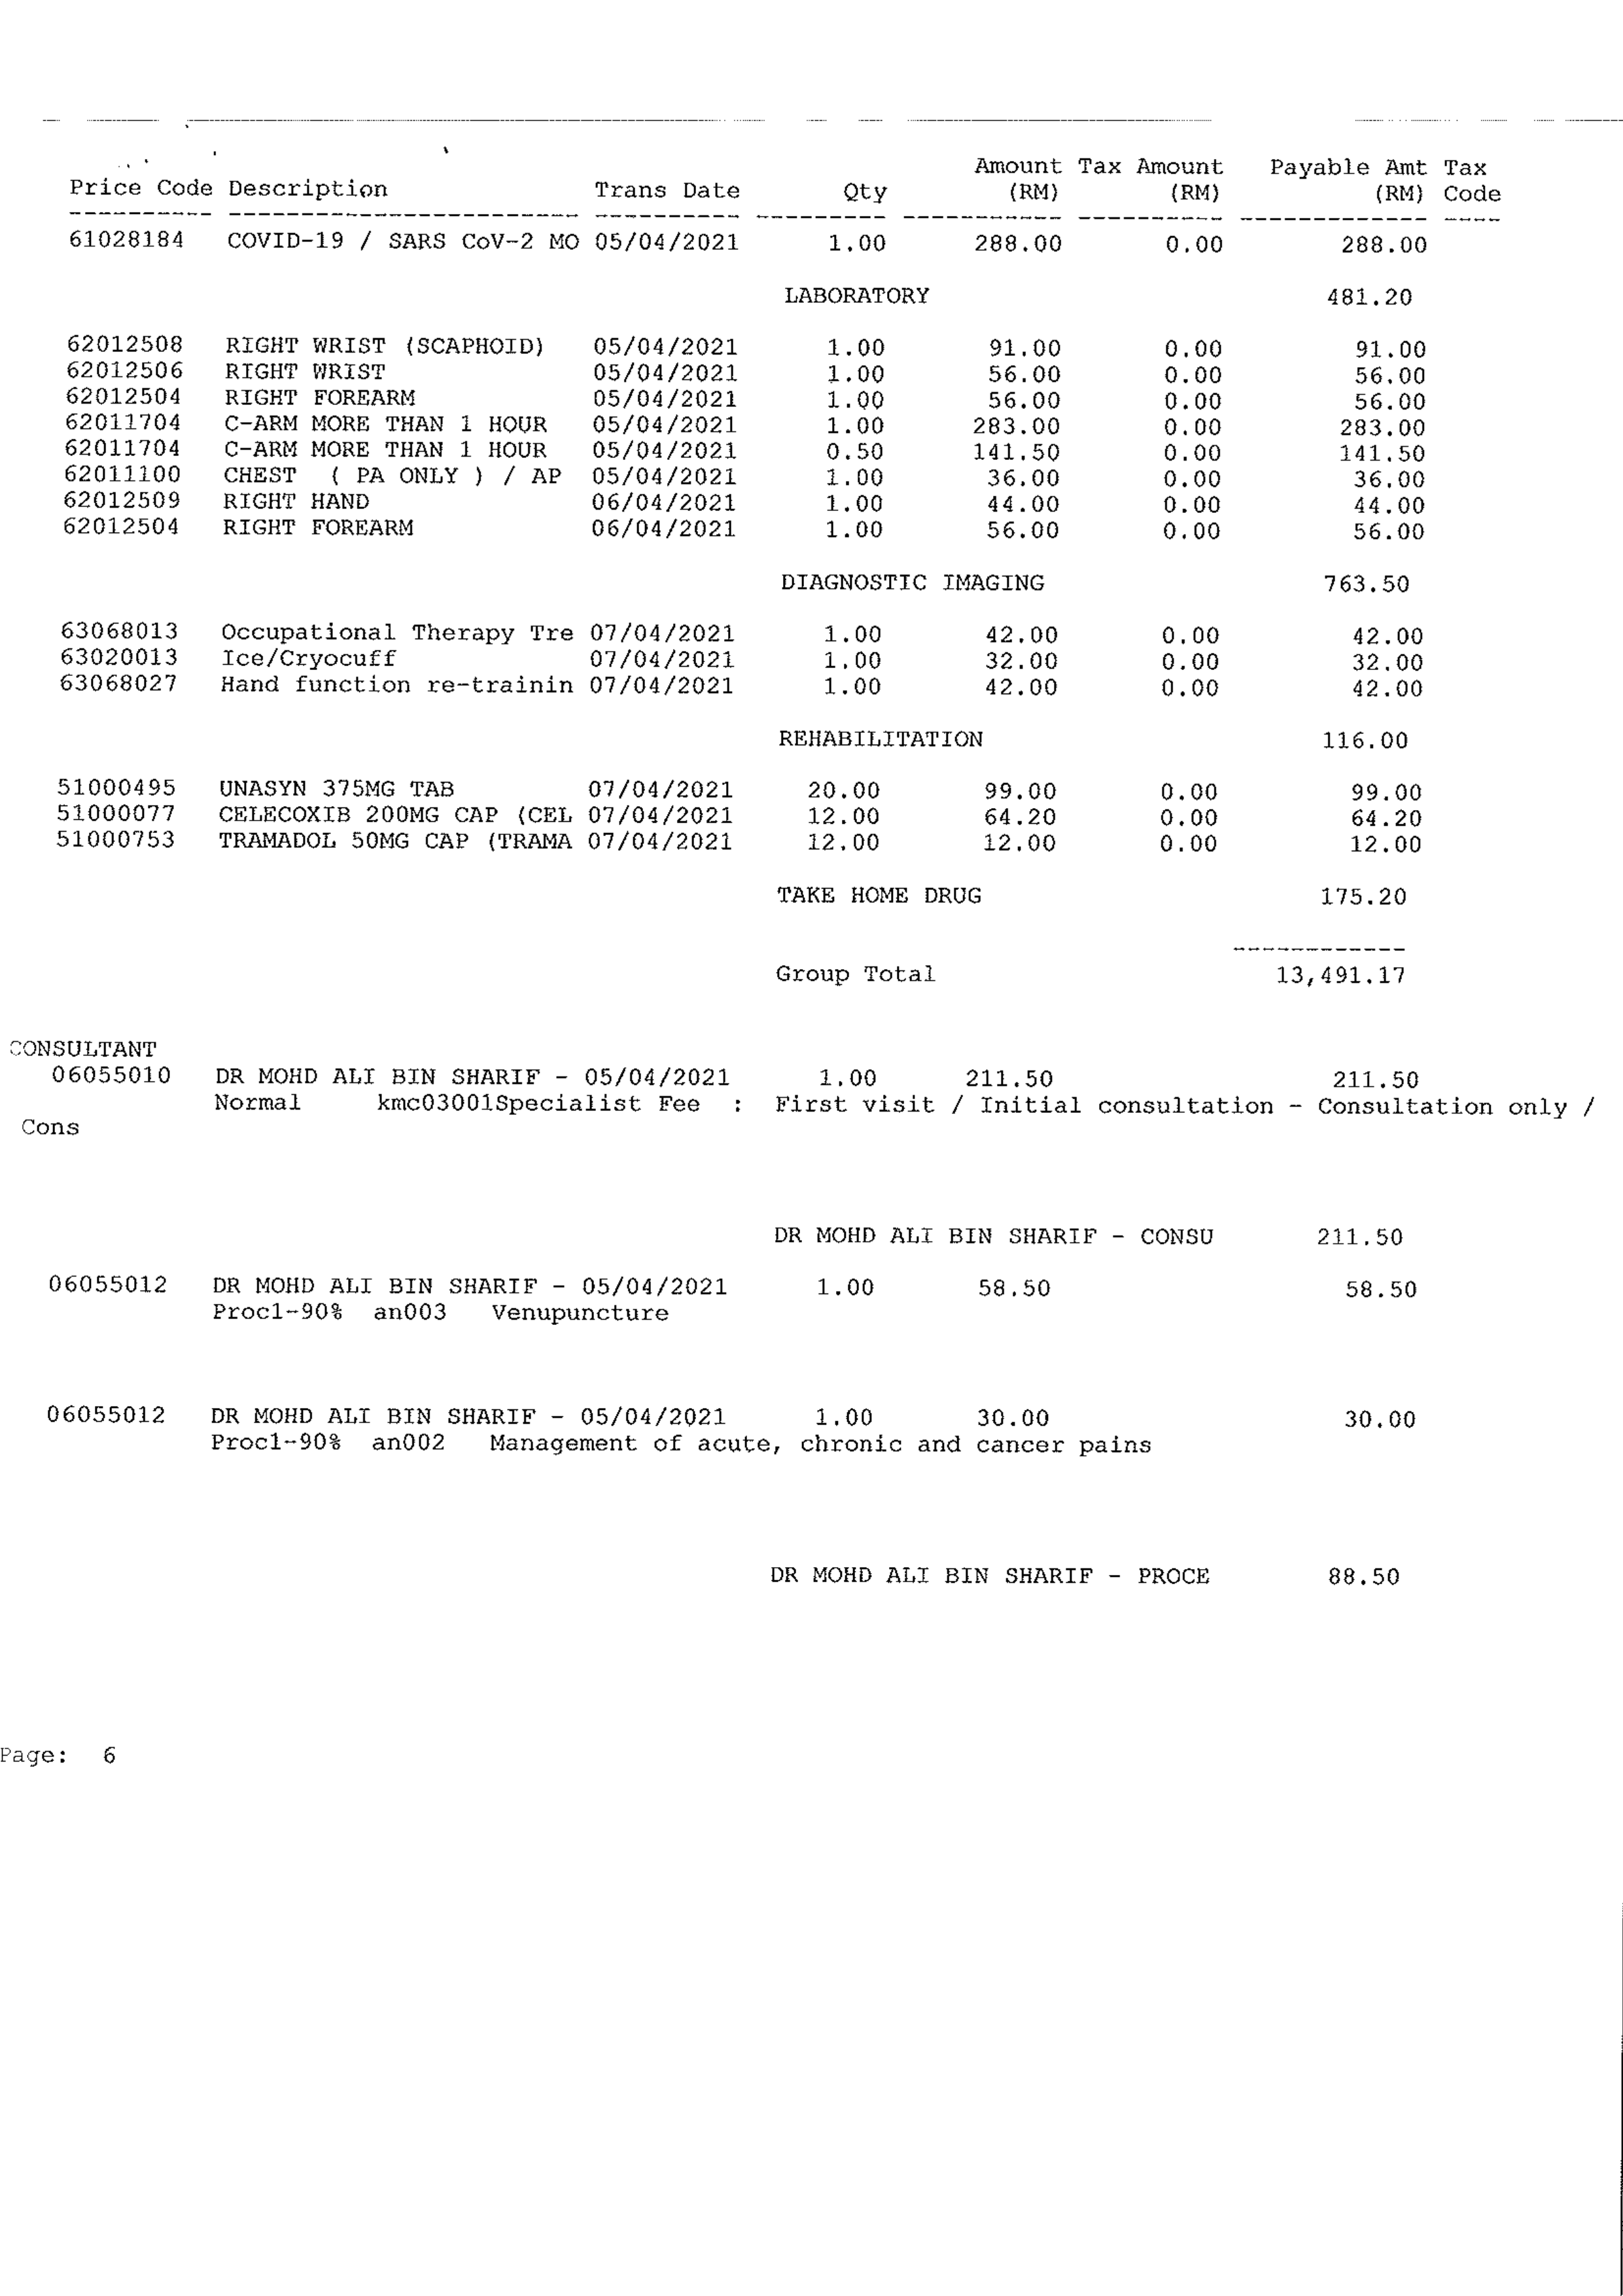 Amount Tax Amount Payable Amt Tax
Price Code Description Trans Date Qty (RM) (RM) (RM) Code
61028184 COVID-19 / SARS CoV-2 MO 05/04/2021 1.00 288.00 0.00 288.00
LABORATORY 481.20
62012508 RIGHT WRIST (SCAPHOID) 05/04/2021 1.00 91.00 0.00 91.00
62012506 RIGHT WRIST 05/04/2021 1.00 56.00 0.00 56.00
62012504 RIGHT FOREARM 05/04/2021 1.00 56.00 0.00 56.00
62011704 C-ARM MORE THAN 1 HOUR 05/04/2021 1.00 283.00 0.00 283.00
62011704 C-ARM MORE THAN 1 HOUR 05/04/2021 0.50 141.50 0.00 141.50
62011100 CHEST ( PA ONLY ) / AP 05/04/2021 1.00 36.00 0.00 36.00
62012509 RIGHT HAND 06/04/2021 1.00 44.00 0.00 44.00
62012504 RIGHT FOREARM 06/04/2021 1.00 56.00 0.00 56.00
DIAGNOSTIC IMAGING 763.50
63068013 Occupational Therapy Tre 07/04/2021 1.00 42.00 0.00 42.00
63020013 Ice/Cryocuff 07/04/2021 1.00 32.00 0.00 32.00
63068027 Hand function re-trainin 07/04/2021 1.00 42.00 0.00 42.00
REHABILITATION 116.00
51000495 UNASYN 375MG TAB 07/04/2021 20.00 99.00 0.00 99.00
51000077 CELECOXIB 200MG CAP (CEL 07/04/2021 12.00 64.20 0.00 64.20
51000753 TRAMADOL 50MG CAP (TRAMA 07/04/2021 12.00 12.00 0.00 12.00
TAKE HOME DRUG 175.20
Group Total 13,491.17
CONSULTANT
06055010 DR MOHD ALI BIN SHARIF - 05/04/2021 1.00 211.50 211.50
Normal kmc03001Specialist Fee : First visit / Initial consultation - Consultation only /
Cons
DR MOHD ALI BIN SHARIF - CONSU 211.50
06055012 DR MOHD ALI BIN SHARIF - 05/04/2021 1.00 58.50 58.50
Proc1-90% an003 Venupuncture
06055012 DR MOHD ALI BIN SHARIF - 05/04/2021 1.00 30.00 30.00
Proc1-90% an002 Management of acute, chronic and cancer pains
DR MOHD ALI BIN SHARIF - PROCE 88.50
Page: 6